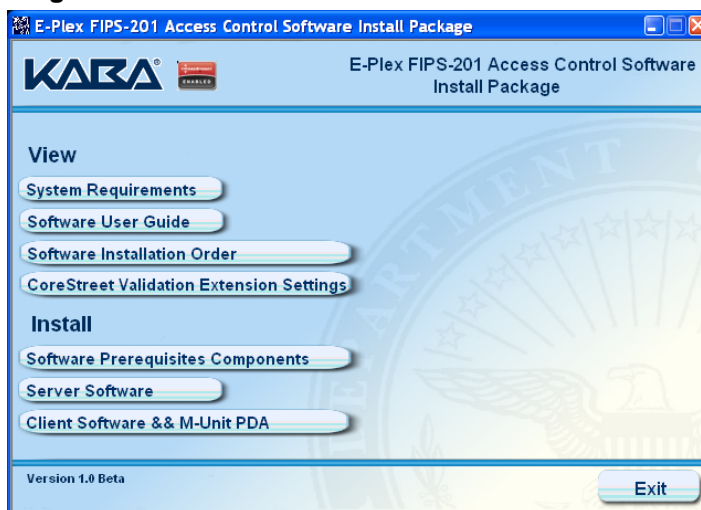 E-Plex FIPS-201 Access Control Software Install Package
KABA
ENABLED
E-Plex FIPS-201 Access Control Software
Install Package
View
System Requirements
Software User Guide
Software Installation Order
CoreStreet Validation Extension Settings
Install
Software Prerequisites Components
Server Software
Client Software && M-Unit PDA
Version 1.0 Beta
Exit
DEPARTMENT